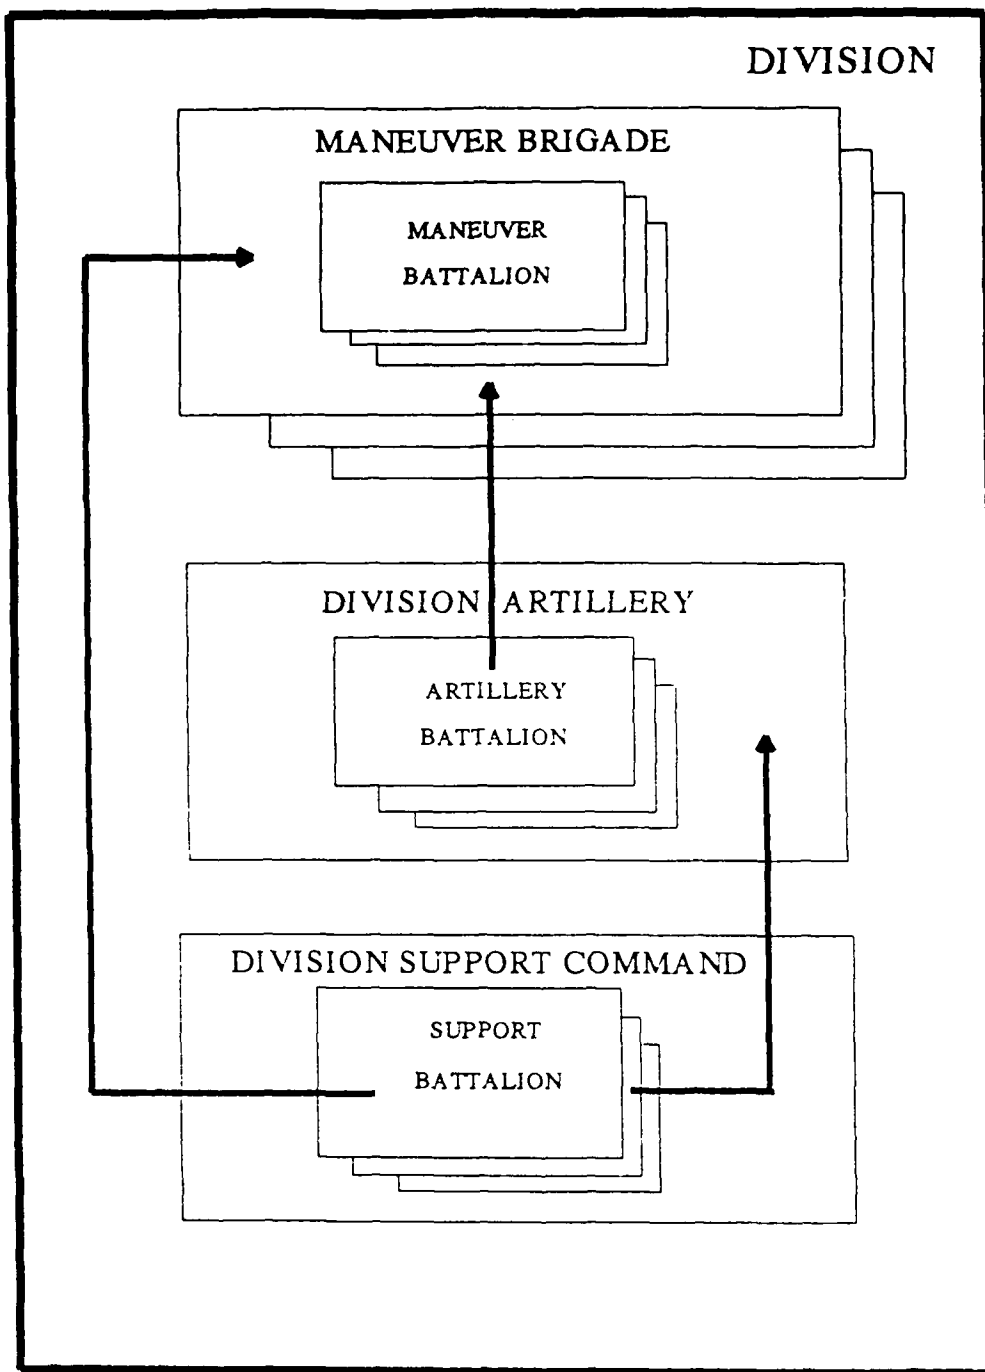 DIVISION
MANEUVER BRIGADE
MANEUVER
BATTALION
DIVISION ARTILLERY
ARTILLERY
BATTALION
DIVISION SUPPORT COMMAND
SUPPORT
BATTALION